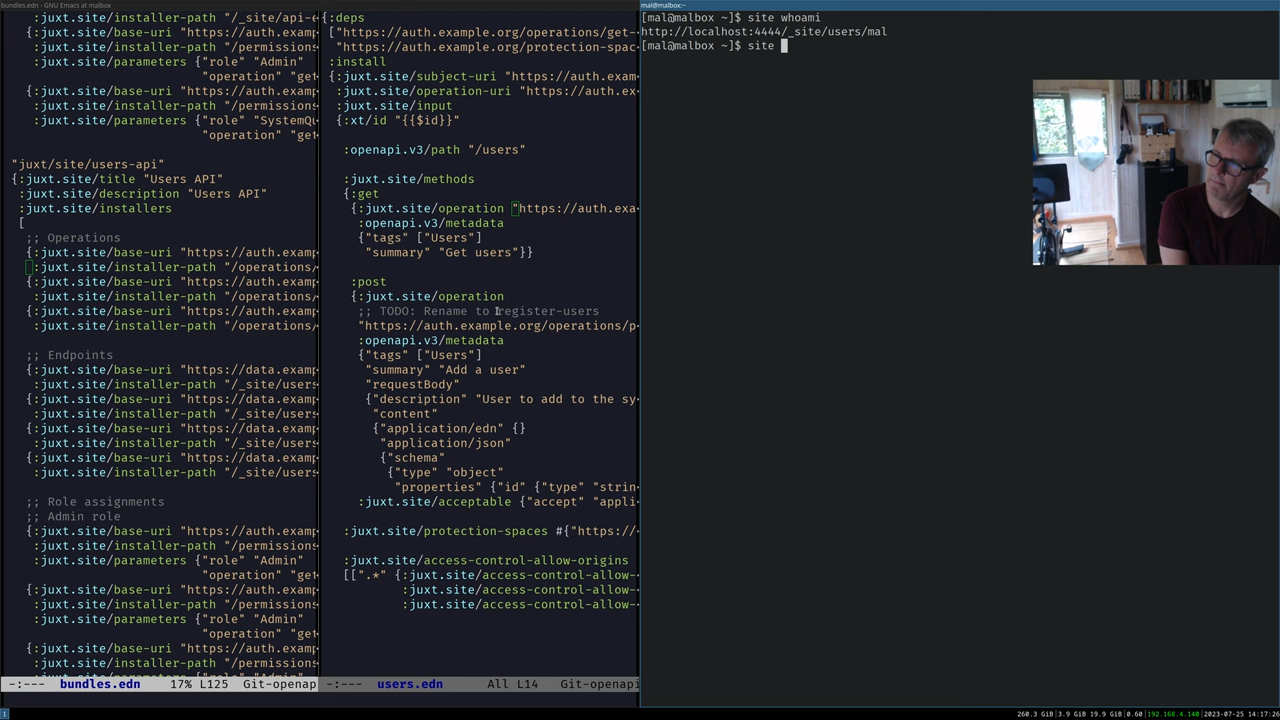 bundles.edn - GNU Emacs at malbox
:juxt.site/installer-path "/_site/api-e
:juxt.site/base-uri "https://auth.examp
{:juxt.site/installer-path "/permissions
:juxt.site/parameters {"role" "Admin"
"operation" "get
{:juxt.site/base-uri "https://auth.examp
:juxt.site/installer-path "/permissions
:juxt.site/parameters {"role" "SystemQu
"operation" "get
"juxt/site/users-api"
{:juxt.site/title "Users API"
:juxt.site/description "Users API"
:juxt.site/installers
[
;; Operations
{:juxt.site/base-uri "https://auth.examp
:juxt.site/installer-path "/operations/
{:juxt.site/base-uri "https://auth.examp
:juxt.site/installer-path "/operations/
{:juxt.site/base-uri "https://auth.examp
:juxt.site/installer-path "/operations/
;; Endpoints
{:juxt.site/base-uri "https://data.examp
:juxt.site/installer-path "/_site/users
{:juxt.site/base-uri "https://data.examp
:juxt.site/installer-path "/_site/users
{:juxt.site/base-uri "https://data.examp
:juxt.site/installer-path "/_site/users
{:juxt.site/base-uri "https://data.examp
:juxt.site/installer-path "/_site/users
;; Role assignments
;; Admin role
{:juxt.site/base-uri "https://auth.examp
:juxt.site/installer-path "/permissions
:juxt.site/parameters {"role" "Admin"
"operation" "get
{:juxt.site/base-uri "https://auth.examp
:juxt.site/installer-path "/permissions
:juxt.site/parameters {"role" "Admin"
"operation" "get
{:juxt.site/base-uri "https://auth.examp
:juxt.site/installer-path "/permissions
-:--- bundles.edn 17% L125 Git-openap
{:deps
["https://auth.example.org/operations/get-
"https://auth.example.org/protection-spac
:install
{:juxt.site/subject-uri "https://auth.exam
:juxt.site/operation-uri "https://auth.ex
:juxt.site/input
{:xt/id "{{$id}}"
:openapi.v3/path "/users"
:juxt.site/methods
{:get
{:juxt.site/operation "https://auth.exa
:openapi.v3/metadata
{"tags" ["Users"]
"summary" "Get users"}}
:post
{:juxt.site/operation
;; TODO: Rename to register-users
"https://auth.example.org/operations/p
:openapi.v3/metadata
{"tags" ["Users"]
"summary" "Add a user"
"requestBody"
{"description" "User to add to the sy
"content"
{"application/edn" {}
"application/json"
{"schema"
{"type" "object"
"properties" {"id" {"type" "strin
:juxt.site/acceptable {"accept" "appli
:juxt.site/protection-spaces #{"https://
:juxt.site/access-control-allow-origins
[[".*" {:juxt.site/access-control-allow-
:juxt.site/access-control-allow-
:juxt.site/access-control-allow-
-:--- users.edn All L14 Git-openap
mal@malbox:~
[mal@malbox ~]$ site whoami
http://localhost:4444/_site/users/mal
[mal@malbox ~]$ site
1
260.3 GiB|3.9 GiB 19.9 GiB|0.60|192.168.4.140|2023-07-25 14:17:26